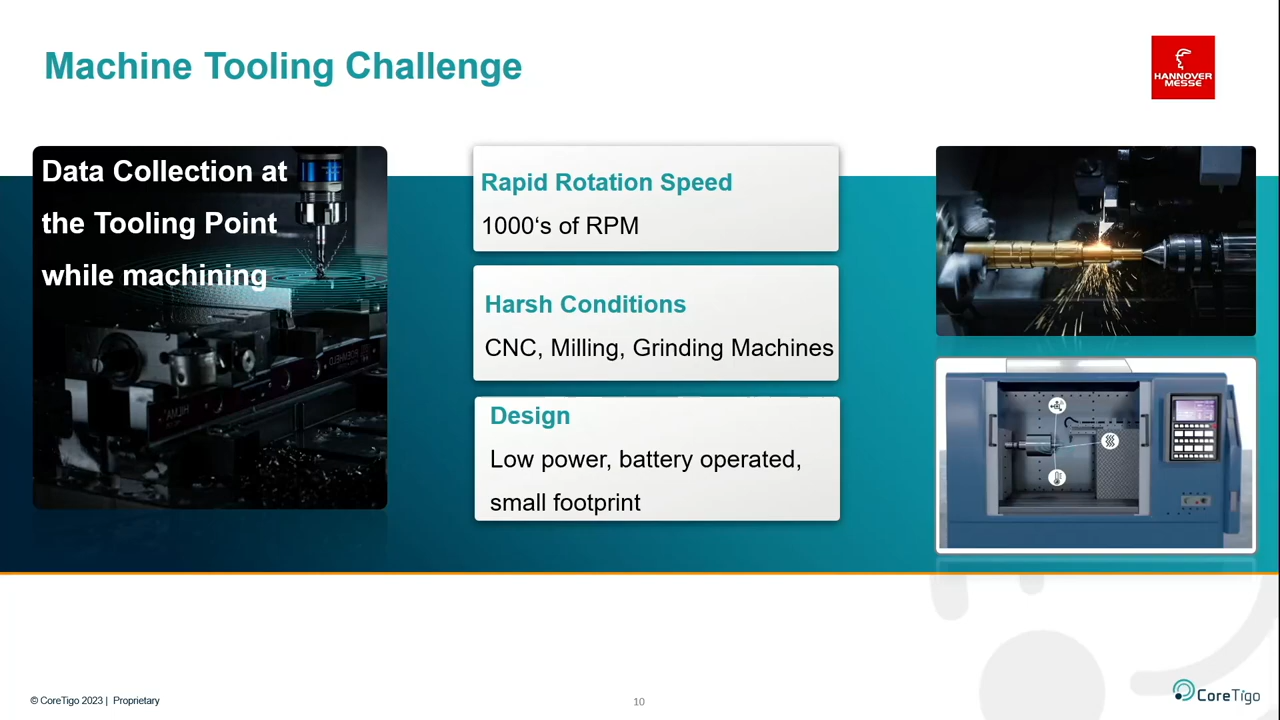 Machine Tooling Challenge
HANNOVER
MESSE
Data Collection at
the Tooling Point
while machining
Rapid Rotation Speed
1000‘s of RPM
Harsh Conditions
CNC, Milling, Grinding Machines
Design
Low power, battery operated,
small footprint
© CoreTigo 2023 | Proprietary
10
CoreTigo